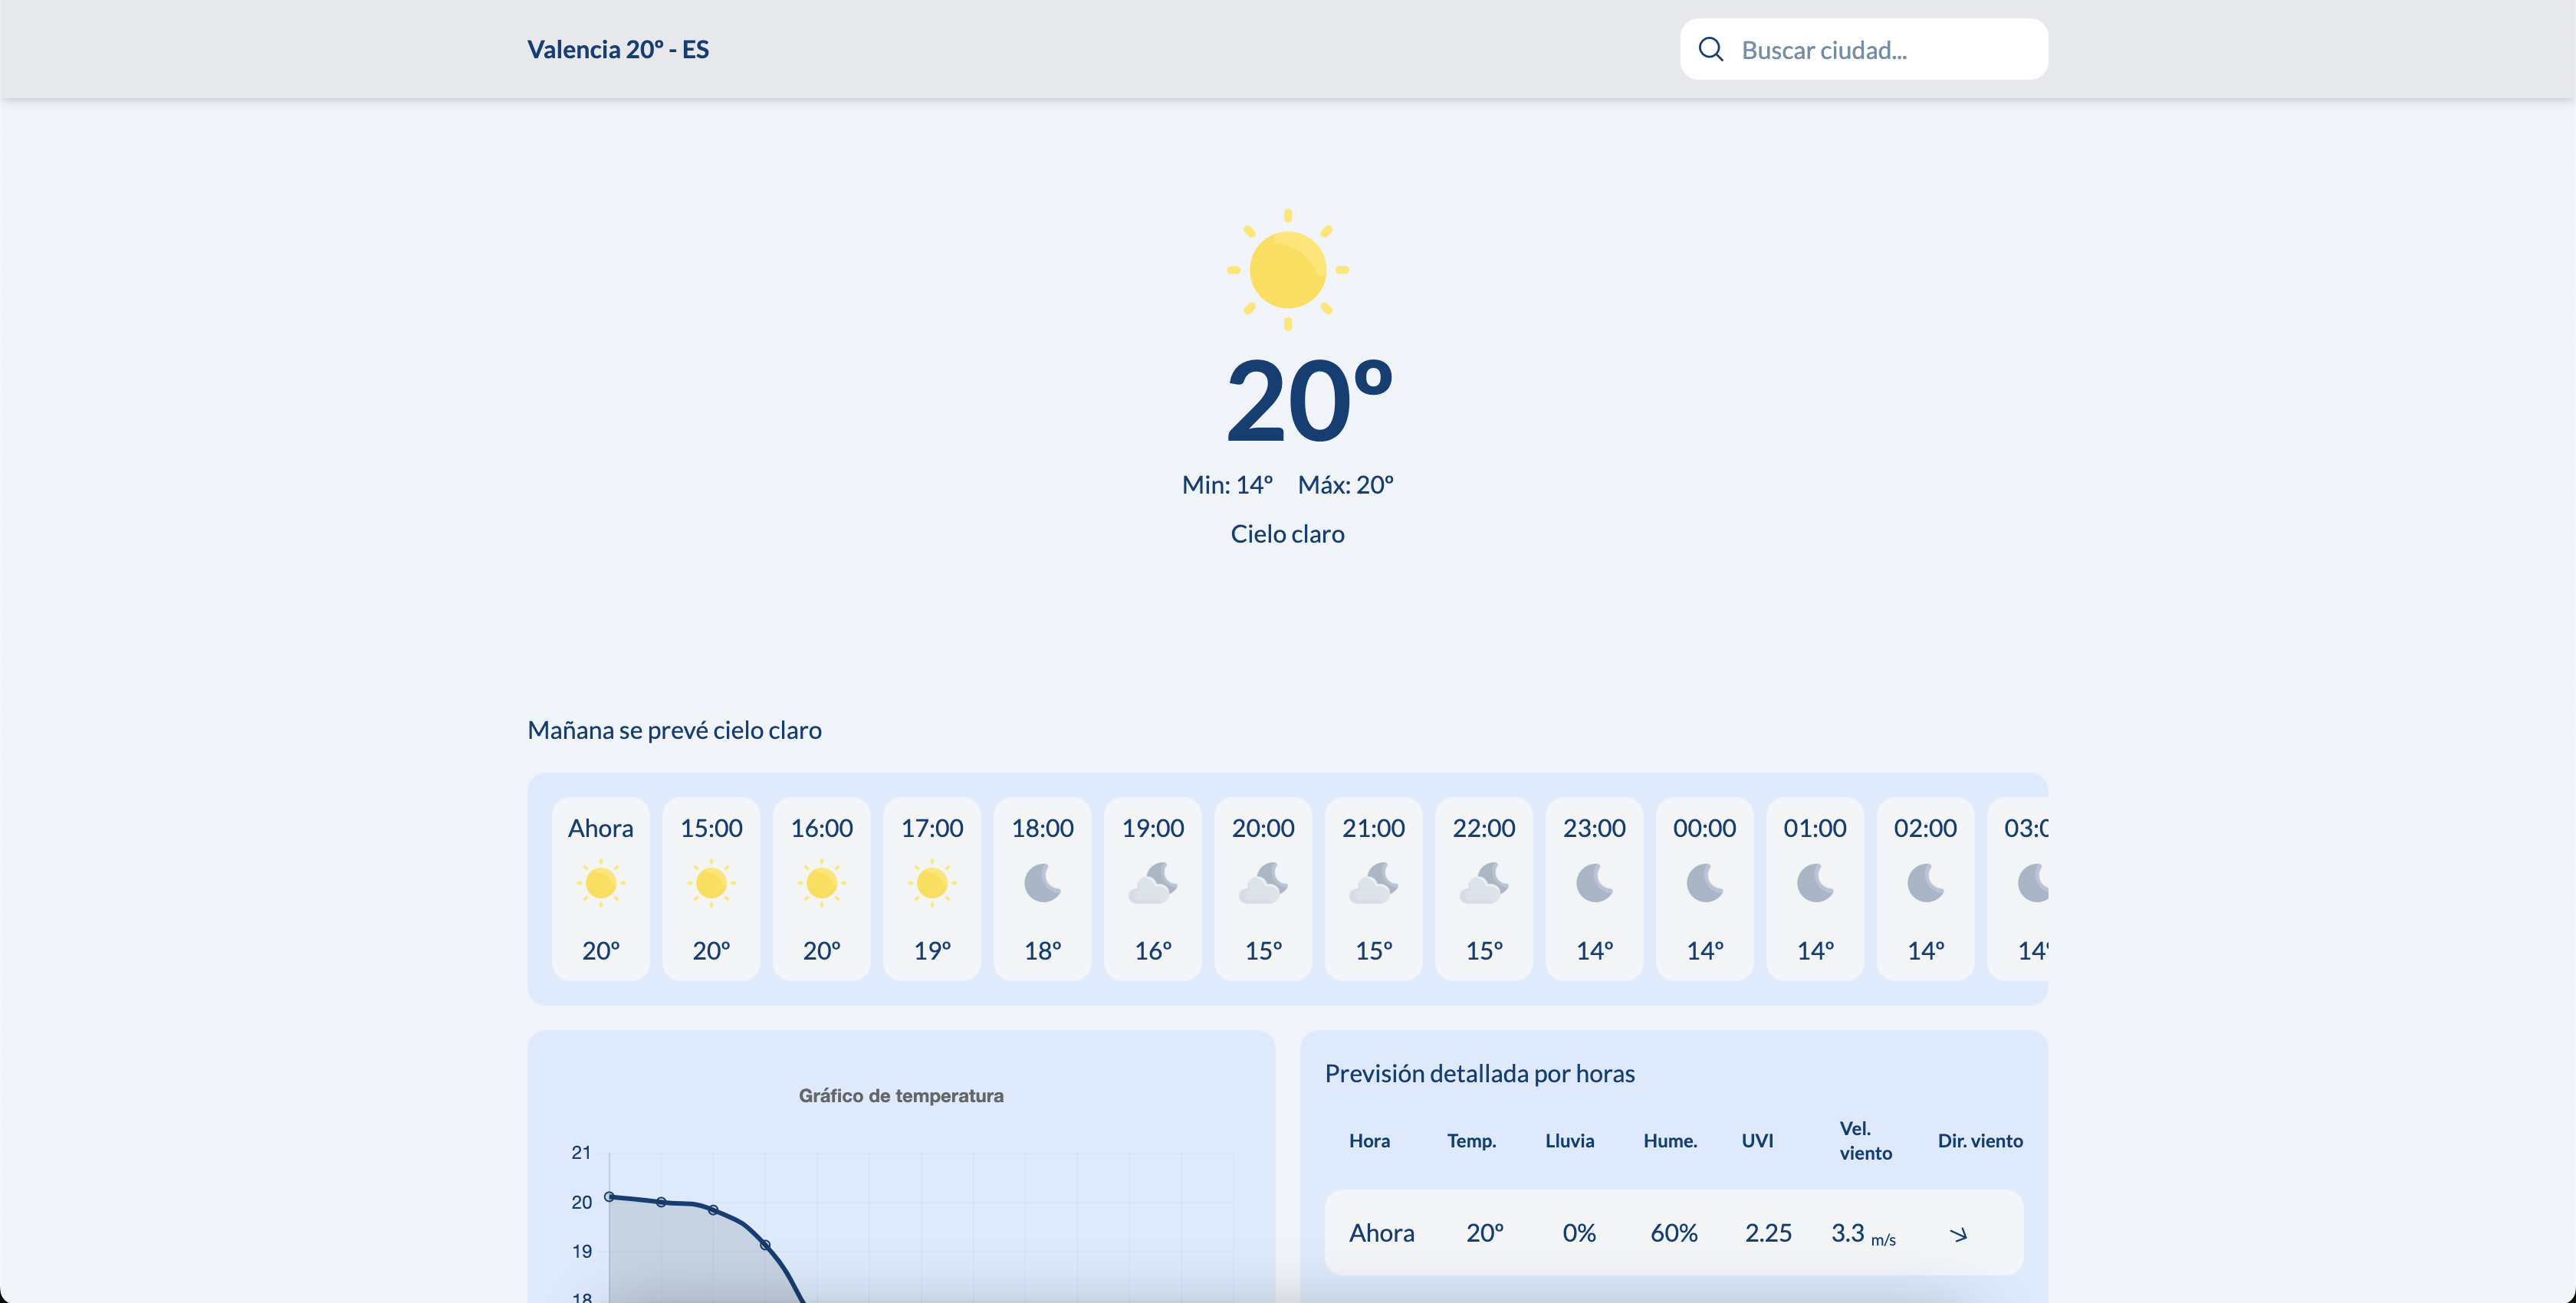 Valencia 20º - ES
Buscar ciudad...
20º
Min: 14º Máx: 20º
Cielo claro
Mañana se prevé cielo claro
Ahora 15:00 16:00 17:00 18:00 19:00 20:00 21:00 22:00 23:00 00:00 01:00 02:00
20º 20º 20º 19º 18º 16º 15º 15º 15º 14º 14º 14º 14º 14º
Gráfico de temperatura
21
20
19
18
Previsión detallada por horas
Hora Temp. Lluvia Hume. UVI Vel. viento Dir. viento
Ahora 20º 0% 60% 2.25 3.3 m/s